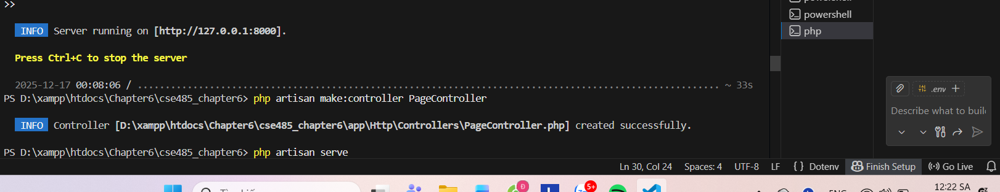 >>
INFO Server running on [http://127.0.0.1:8000].
Press Ctrl+C to stop the server
2025-12-17 00:08:06 / ........................................................................................................ ~ 33s
PS D:\xampp\htdocs\Chapter6\cse485_chapter6> php artisan make:controller PageController
INFO Controller [D:\xampp\htdocs\Chapter6\cse485_chapter6\app\Http\Controllers\PageController.php] created successfully.
PS D:\xampp\htdocs\Chapter6\cse485_chapter6> php artisan serve
powershell
php
.env
Describe what to buil
Ln 30, Col 24 Spaces: 4 UTF-8 LF { } Dotenv Finish Setup Go Live
Đ 5+ 12:22 SA